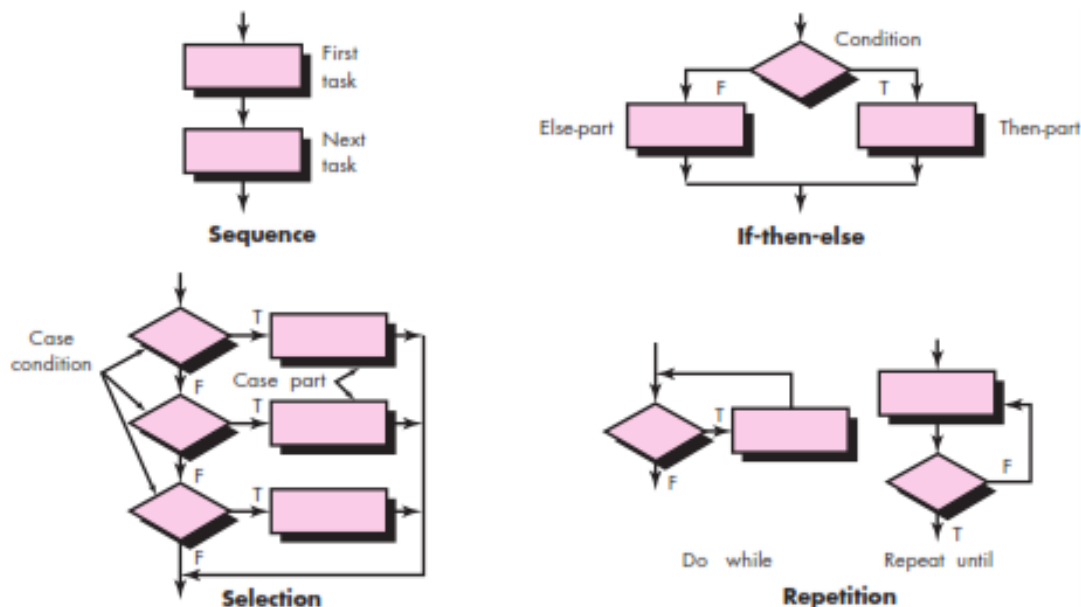 First
task
Next
task
Sequence
Condition
F
T
Else-part
Then-part
If-then-else
Case
condition
T
F
Case part
T
F
T
F
Selection
T
F
Do while
F
T
Repeat until
Repetition